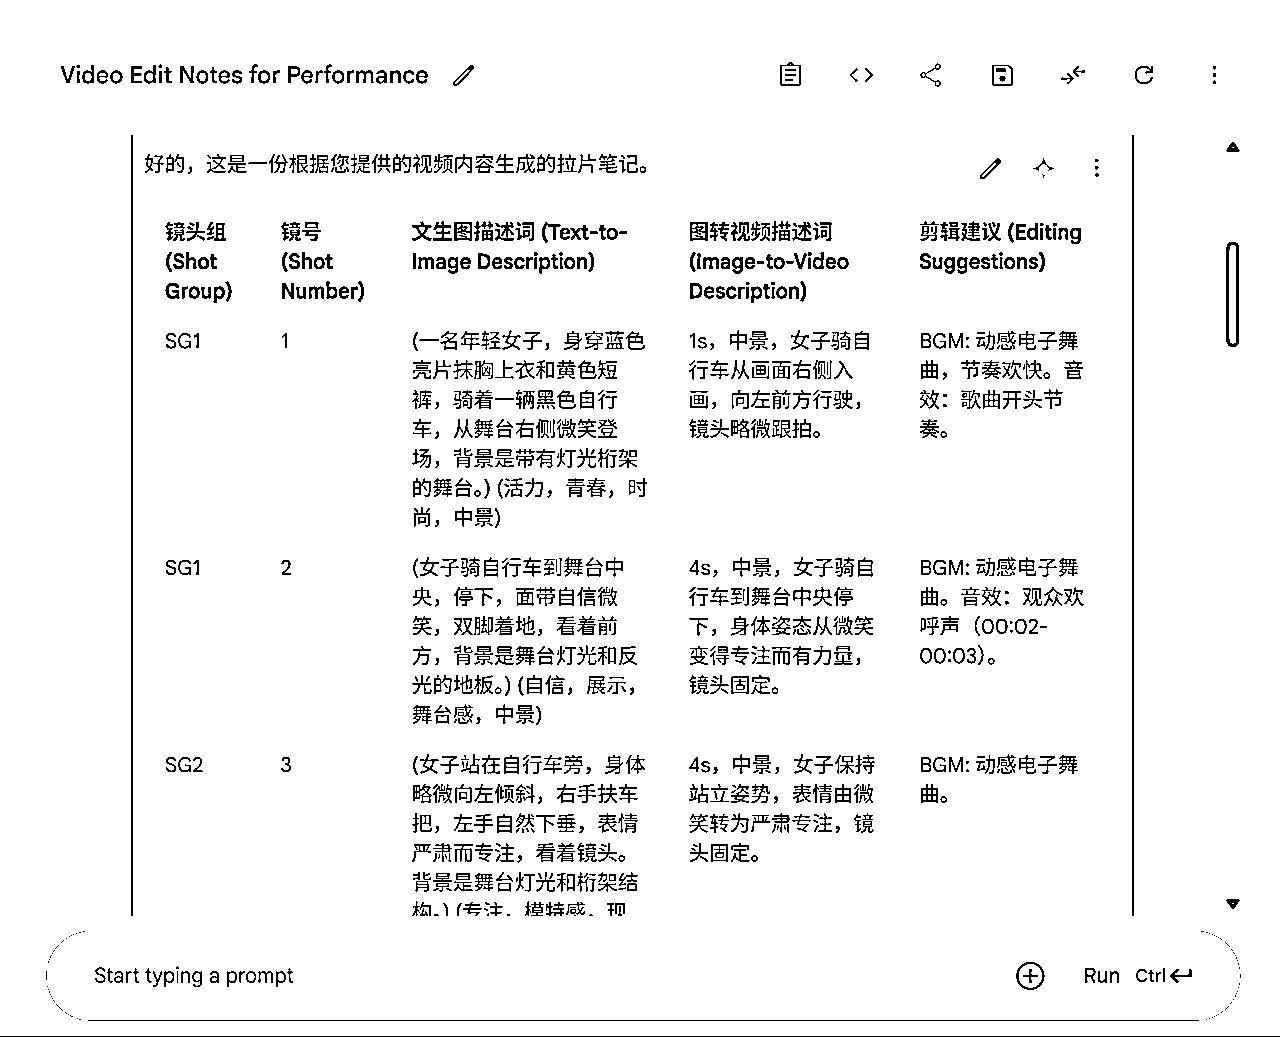 Video Edit Notes for Performance
好的，这是一份根据您提供的视频内容生成的拉片笔记。
镜头组
(Shot
Group)
镜号
(Shot
Number)
文生图描述词 (Text-to-
Image Description)
图转视频描述词
(Image-to-Video
Description)
剪辑建议 (Editing
Suggestions)
SG1
1
(一名年轻女子，身穿蓝色
亮片抹胸上衣和黄色短
裤，骑着一辆黑色自行
车，从舞台右侧微笑登
场，背景是带有灯光桁架
的舞台。) (活力，青春，时
尚，中景)
1s，中景，女子骑自
行车从画面右侧入
画，向左前方行驶，
镜头略微跟拍。
BGM: 动感电子舞
曲，节奏欢快。音
效：歌曲开头节
奏。
SG1
2
(女子骑自行车到舞台中
央，停下，面带自信微
笑，双脚着地，看着前
方，背景是舞台灯光和反
光的地板。) (自信，展示，
舞台感，中景)
4s，中景，女子骑自
行车到舞台中央停
下，身体姿态从微笑
变得专注而有力量，
镜头固定。
BGM: 动感电子舞
曲。音效：观众欢
呼声（00:02-
00:03）。
SG2
3
(女子站在自行车旁，身体
略微向左倾斜，右手扶车
把，左手自然下垂，表情
严肃而专注，看着镜头。
背景是舞台灯光和桁架结
构。) (专注，模特感，现
4s，中景，女子保持
站立姿势，表情由微
笑转为严肃专注，镜
头固定。
BGM: 动感电子舞
曲。
Start typing a prompt
Run Ctrl